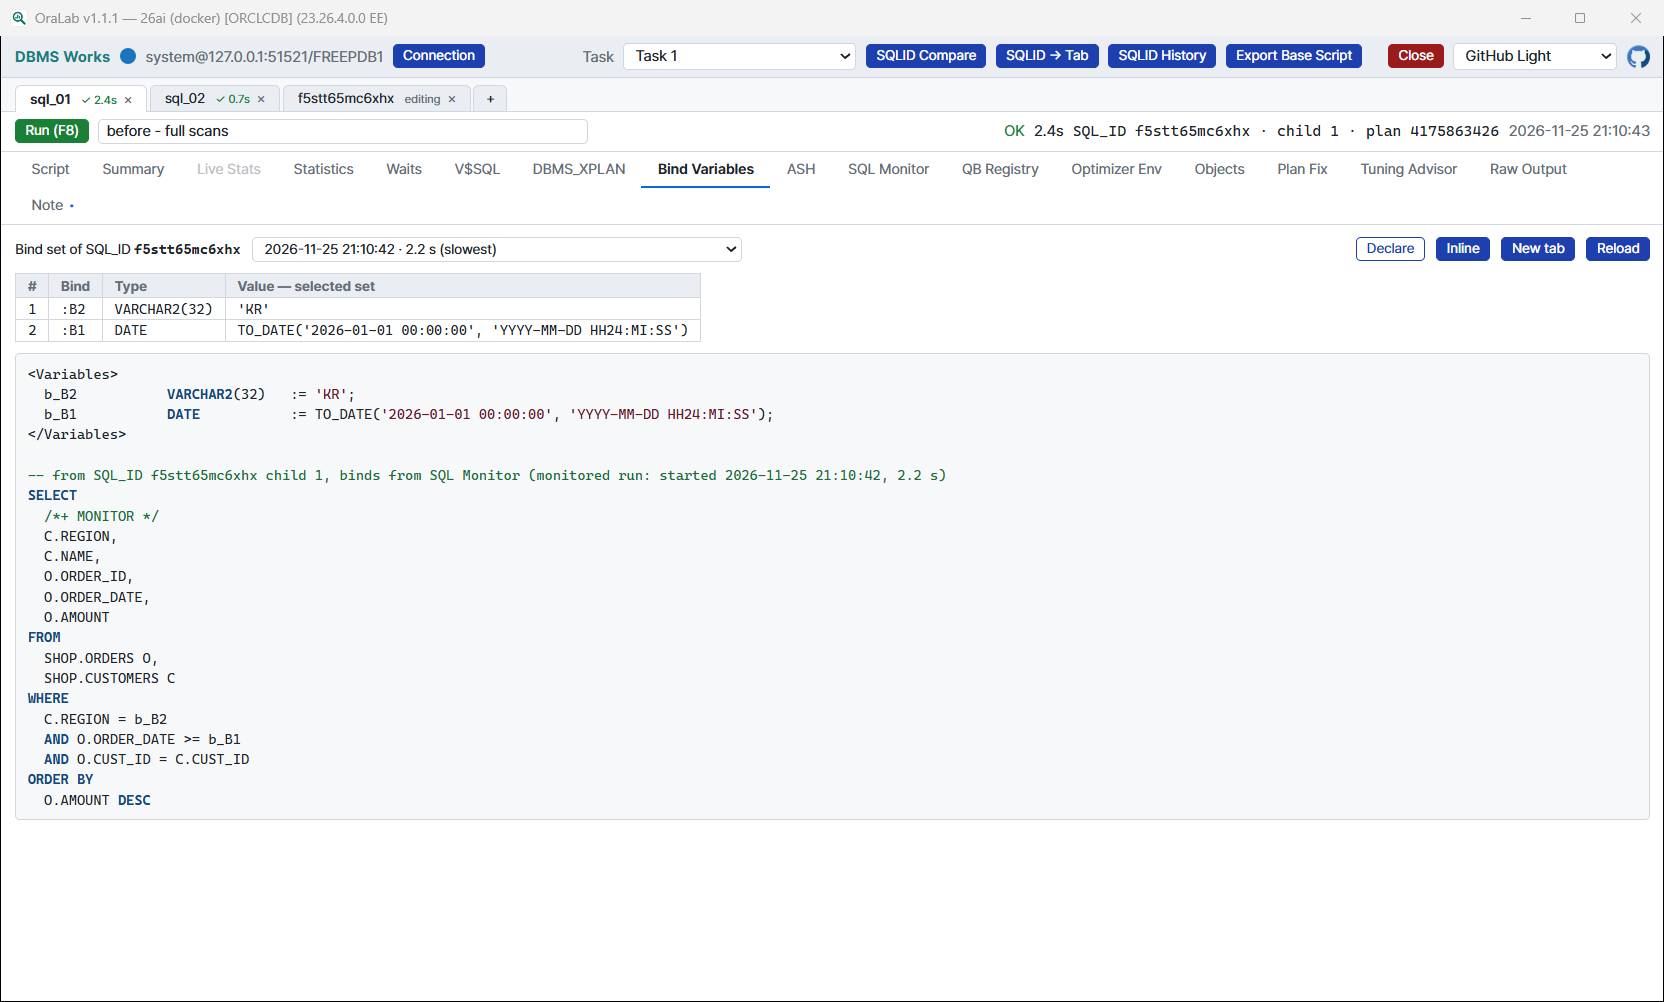 OraLab v1.1.1 — 26ai (docker) [ORCLCDB] (23.26.4.0.0 EE)
DBMS Works system@127.0.0.1:51521/FREEPDB1 Connection Task Task 1 SQLID Compare SQLID → Tab SQLID History Export Base Script Close GitHub Light
sql_01 ✓ 2.4s × sql_02 ✓ 0.7s × f5stt65mc6xhx editing × +
Run (F8) before - full scans OK 2.4s SQL_ID f5stt65mc6xhx · child 1 · plan 4175863426 2026-11-25 21:10:43
Script Summary Live Stats Statistics Waits V$SQL DBMS_XPLAN Bind Variables ASH SQL Monitor QB Registry Optimizer Env Objects Plan Fix Tuning Advisor Raw Output
Note •
Bind set of SQL_ID f5stt65mc6xhx 2026-11-25 21:10:42 · 2.2 s (slowest) Declare Inline New tab Reload
# Bind Type Value — selected set
1 :B2 VARCHAR2(32) 'KR'
2 :B1 DATE TO_DATE('2026-01-01 00:00:00', 'YYYY-MM-DD HH24:MI:SS')
<Variables>
b_B2 VARCHAR2(32) := 'KR';
b_B1 DATE := TO_DATE('2026-01-01 00:00:00', 'YYYY-MM-DD HH24:MI:SS');
</Variables>
-- from SQL_ID f5stt65mc6xhx child 1, binds from SQL Monitor (monitored run: started 2026-11-25 21:10:42, 2.2 s)
SELECT
/*+ MONITOR */
C.REGION,
C.NAME,
O.ORDER_ID,
O.ORDER_DATE,
O.AMOUNT
FROM
SHOP.ORDERS O,
SHOP.CUSTOMERS C
WHERE
C.REGION = b_B2
AND O.ORDER_DATE >= b_B1
AND O.CUST_ID = C.CUST_ID
ORDER BY
O.AMOUNT DESC